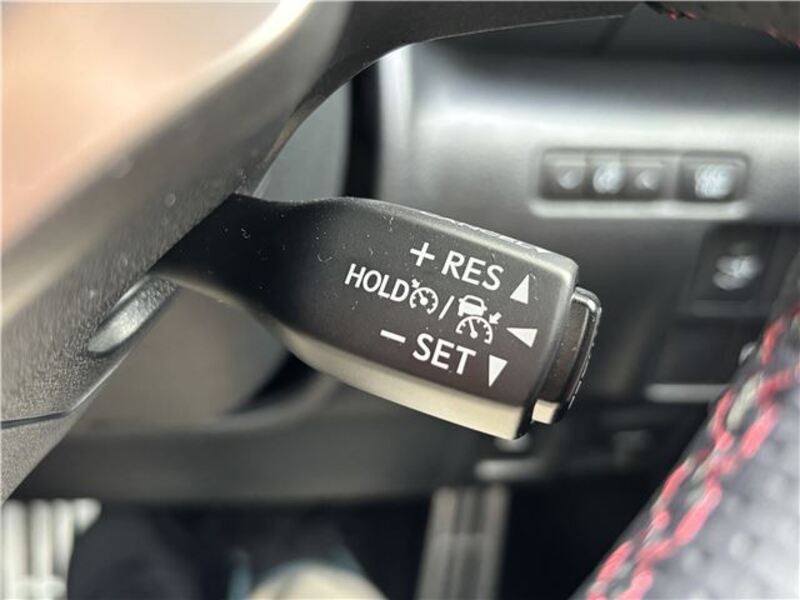 + RES
HOLD /
- SET